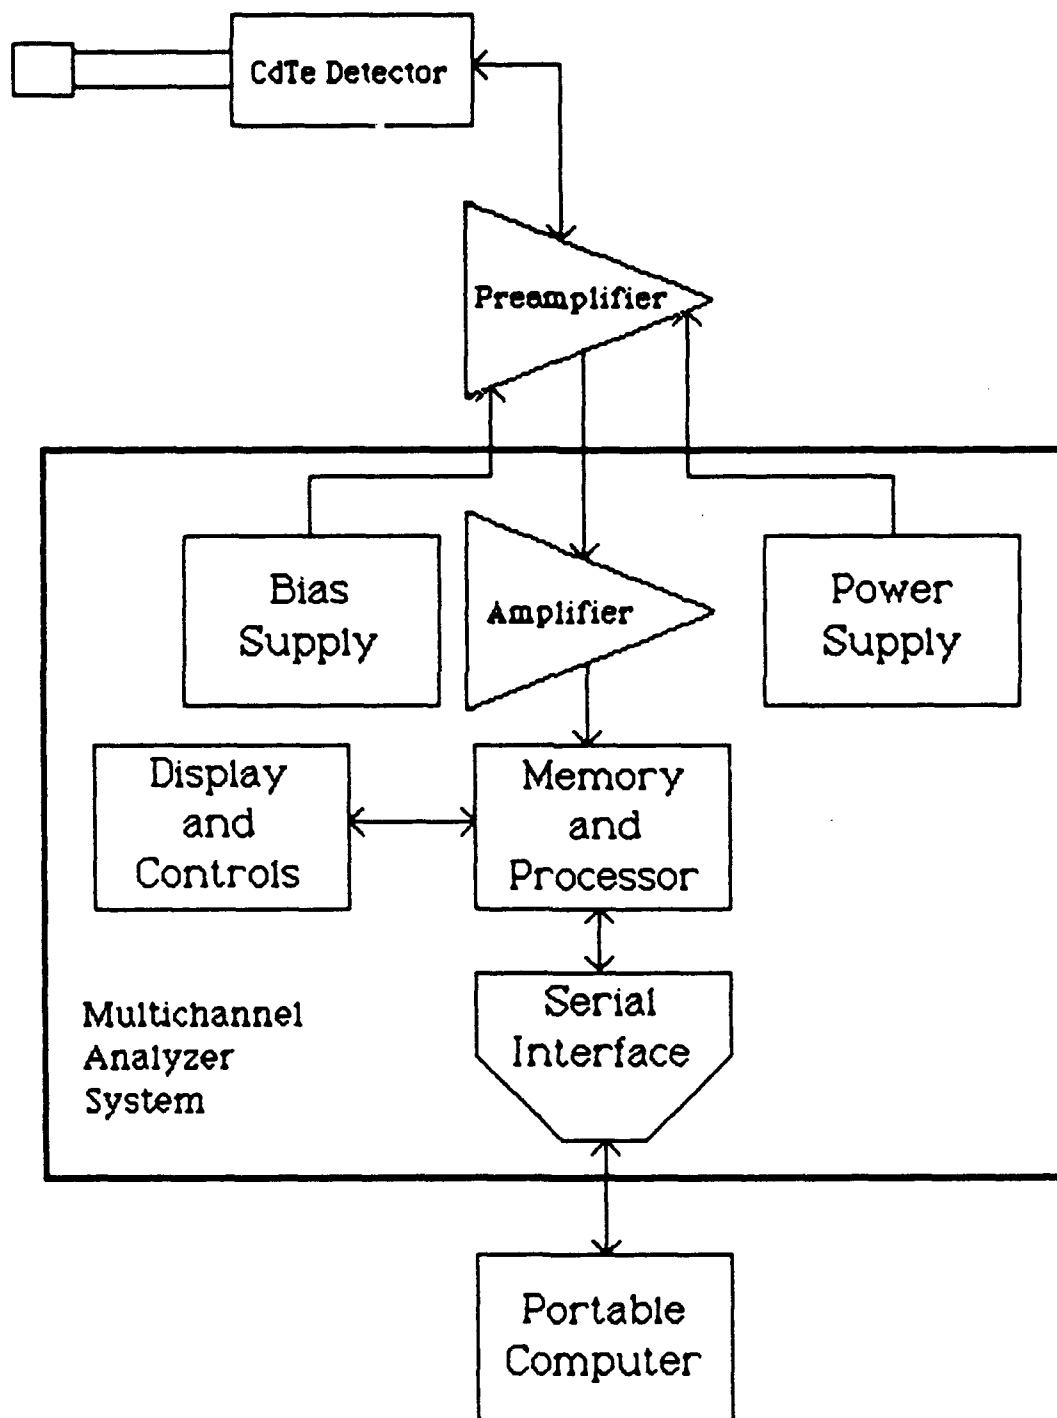 CdTe Detector
Preamplifier
Bias
Supply
Amplifier
Power
Supply
Display
and
Controls
Memory
and
Processor
Multichannel
Analyzer
System
Serial
Interface
Portable
Computer